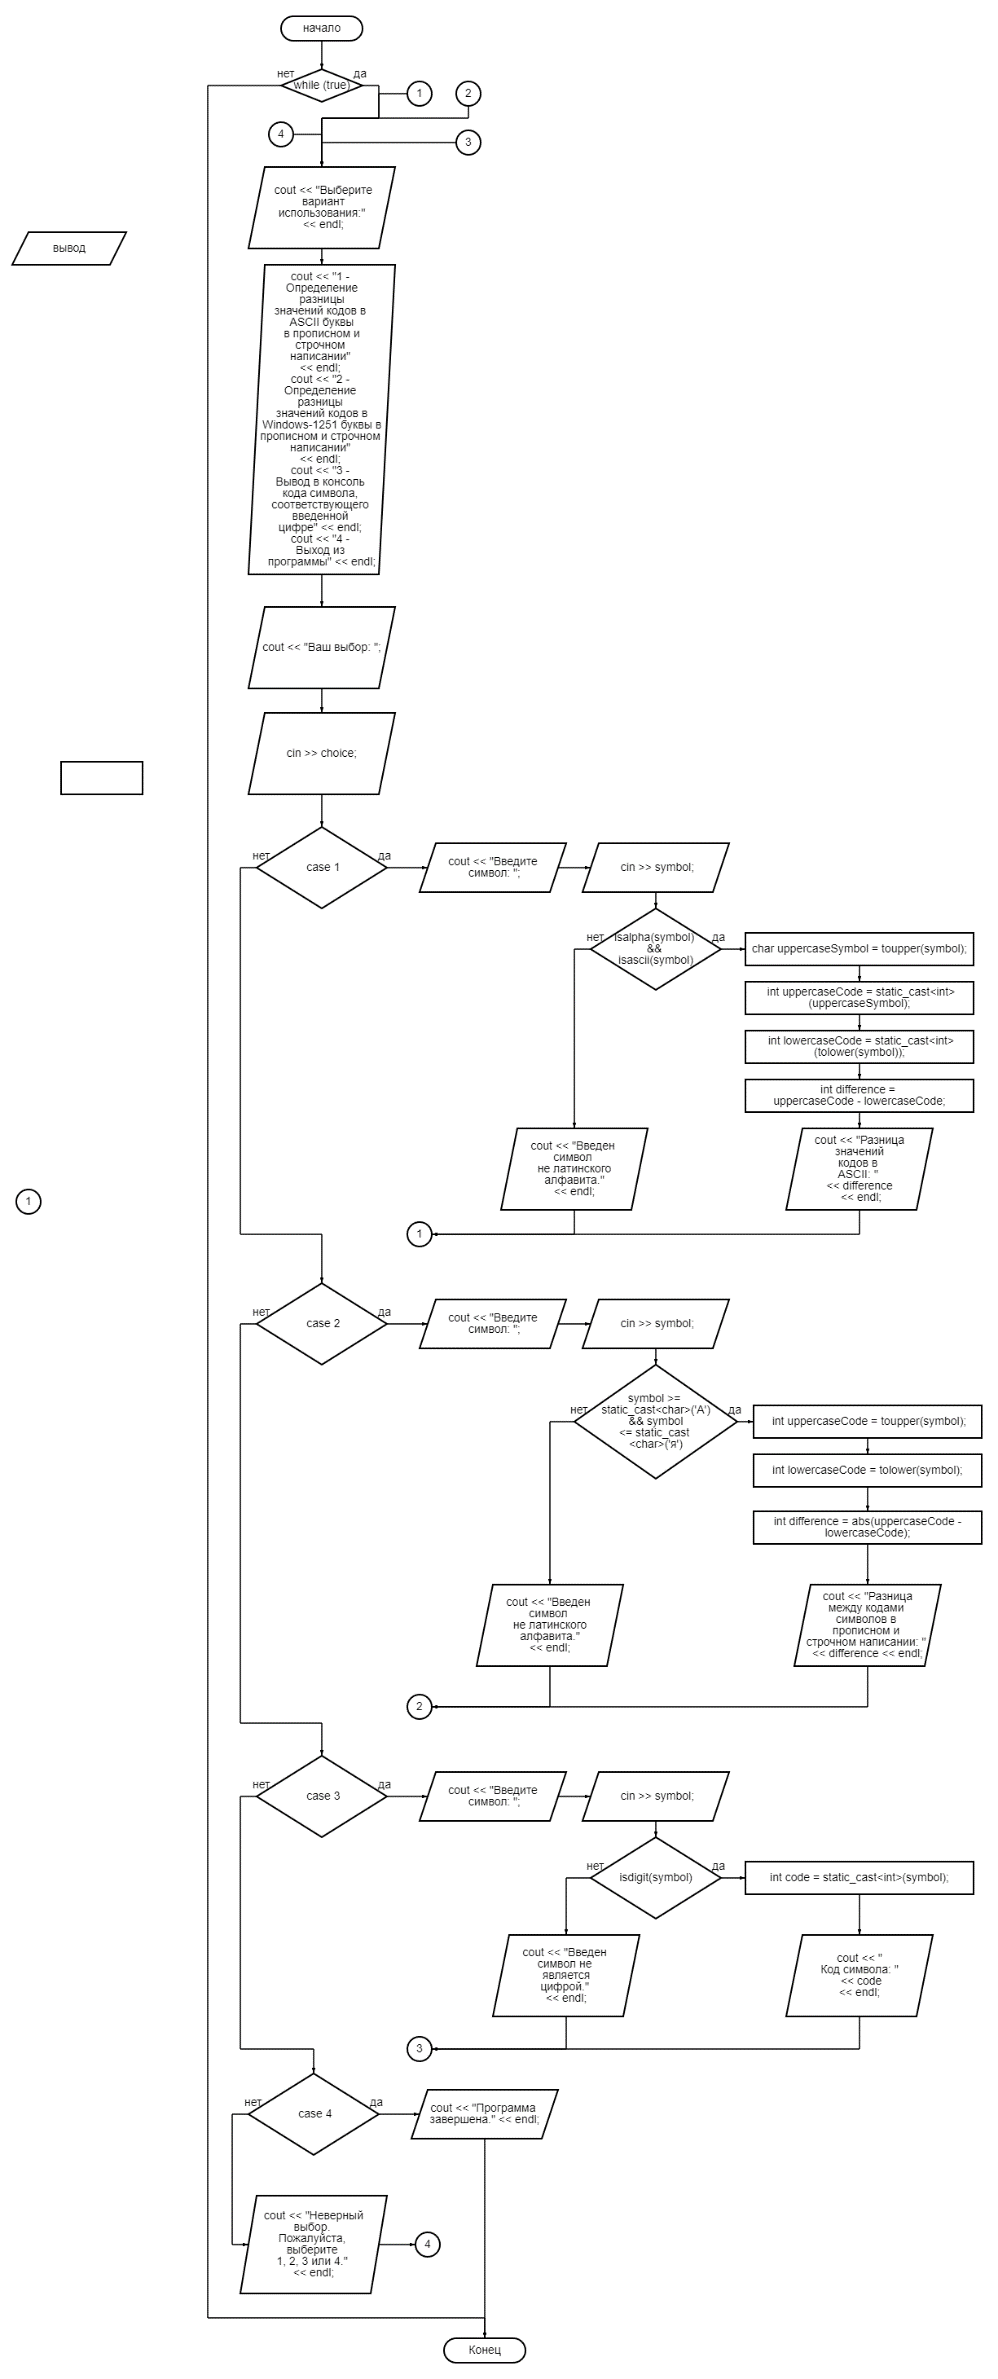 начало
нет
да
while (true)
1
2
4
3
cout << "Выберите
вариант
использования:"
<< endl;
вывод
cout << "1 -
Определение
разницы
значений кодов в
ASCII буквы
в прописном и
строчном
написании"
<< endl;
cout << "2 -
Определение
разницы
значений кодов в
Windows-1251 буквы в
прописном и строчном
написании"
<< endl;
cout << "3 -
Вывод в консоль
кода символа,
соответствующего
введенной
цифре" << endl;
cout << "4 -
Выход из
программы" << endl;
cout << "Ваш выбор: ";
cin >> choice;
нет
case 1
да
cout << "Введите
символ: ";
cin >> symbol;
нет
isalpha(symbol)
&&
isascii(symbol)
да
char uppercaseSymbol = toupper(symbol);
int uppercaseCode = static_cast<int>
(uppercaseSymbol);
int lowercaseCode = static_cast<int>
(tolower(symbol));
int difference =
uppercaseCode - lowercaseCode;
cout << "Введен
символ
не латинского
алфавита."
<< endl;
cout << "Разница
значений
кодов в
ASCII: "
<< difference
<< endl;
1
1
нет
case 2
да
cout << "Введите
символ: ";
cin >> symbol;
нет
symbol >=
static_cast<char>('А')
&& symbol
<= static_cast
<char>('я')
да
int uppercaseCode = toupper(symbol);
int lowercaseCode = tolower(symbol);
int difference = abs(uppercaseCode -
lowercaseCode);
cout << "Введен
символ
не латинского
алфавита."
<< endl;
cout << "Разница
между кодами
символов в
прописном и
строчном написании: "
<< difference << endl;
2
нет
case 3
да
cout << "Введите
символ: ";
cin >> symbol;
нет
isdigit(symbol)
да
int code = static_cast<int>(symbol);
cout << "Введен
символ не
является
цифрой."
<< endl;
cout << "
Код символа: "
<< code
<< endl;
3
нет
case 4
да
cout << "Программа
завершена." << endl;
cout << "Неверный
выбор.
Пожалуйста,
выберите
1, 2, 3 или 4."
<< endl;
4
Конец